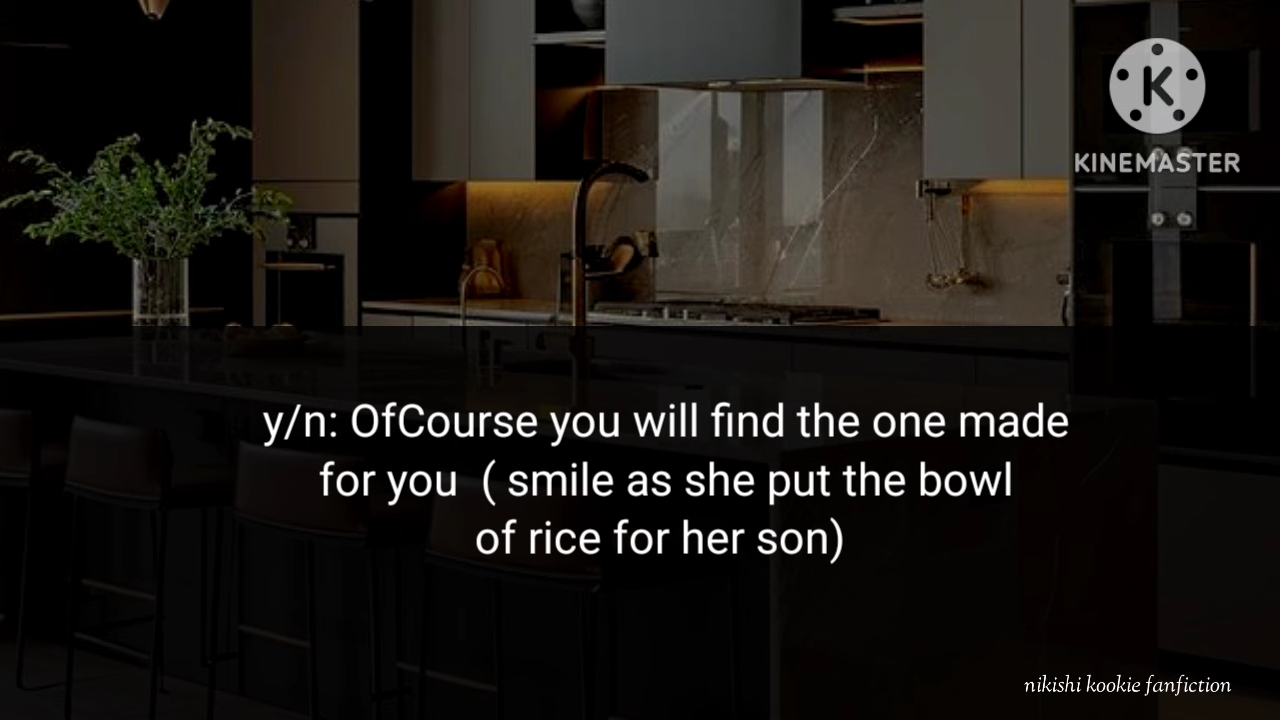 K
KINEMASTER
y/n: OfCourse you will find the one made
for you  ( smile as she put the bowl
of rice for her son)
nikishi kookie fanfiction